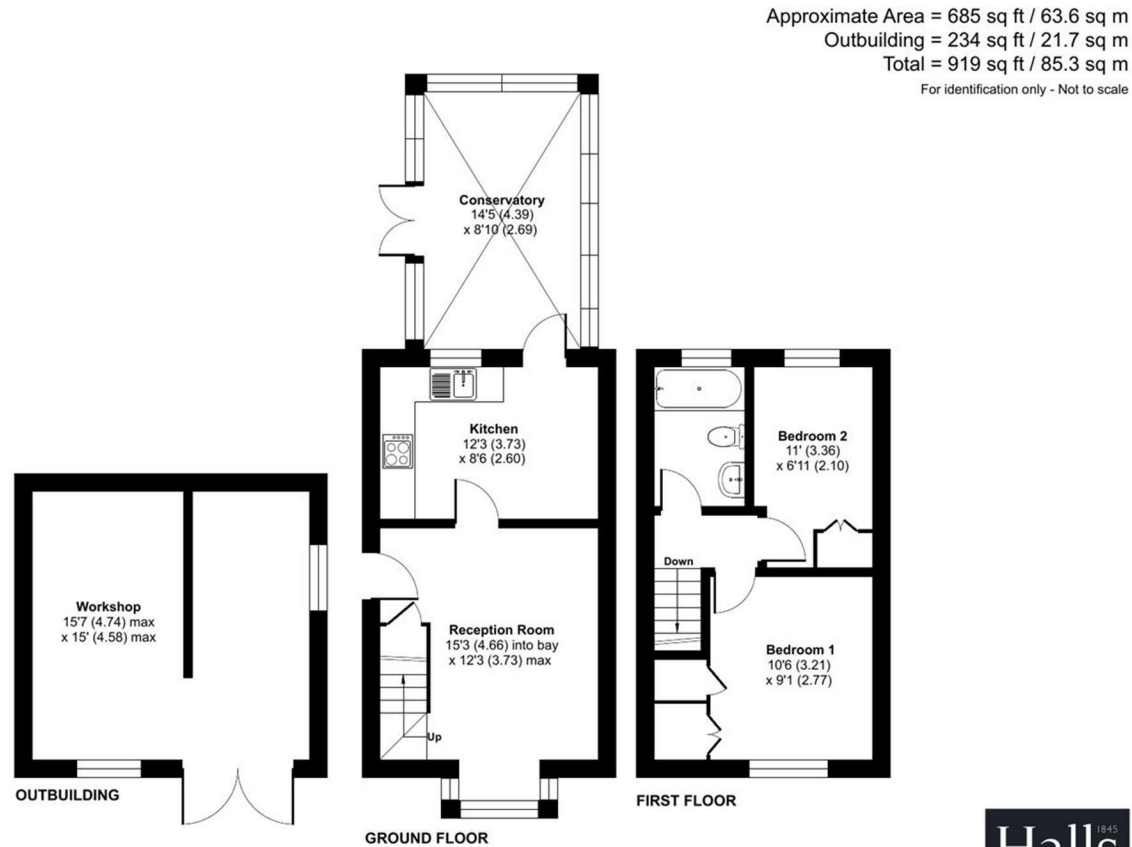 Approximate Area = 685 sq ft / 63.6 sq m
Outbuilding = 234 sq ft / 21.7 sq m
Total = 919 sq ft / 85.3 sq m
For identification only - Not to scale
Conservatory
14'5 (4.39)
x 8'10 (2.69)
Kitchen
12'3 (3.73)
x 8'6 (2.60)
Bedroom 2
11' (3.36)
x 6'11 (2.10)
Down
Workshop
15'7 (4.74) max
x 15' (4.58) max
Reception Room
15'3 (4.66) into bay
x 12'3 (3.73) max
Bedroom 1
10'6 (3.21)
x 9'1 (2.77)
Up
OUTBUILDING
FIRST FLOOR
GROUND FLOOR
1845
Halls